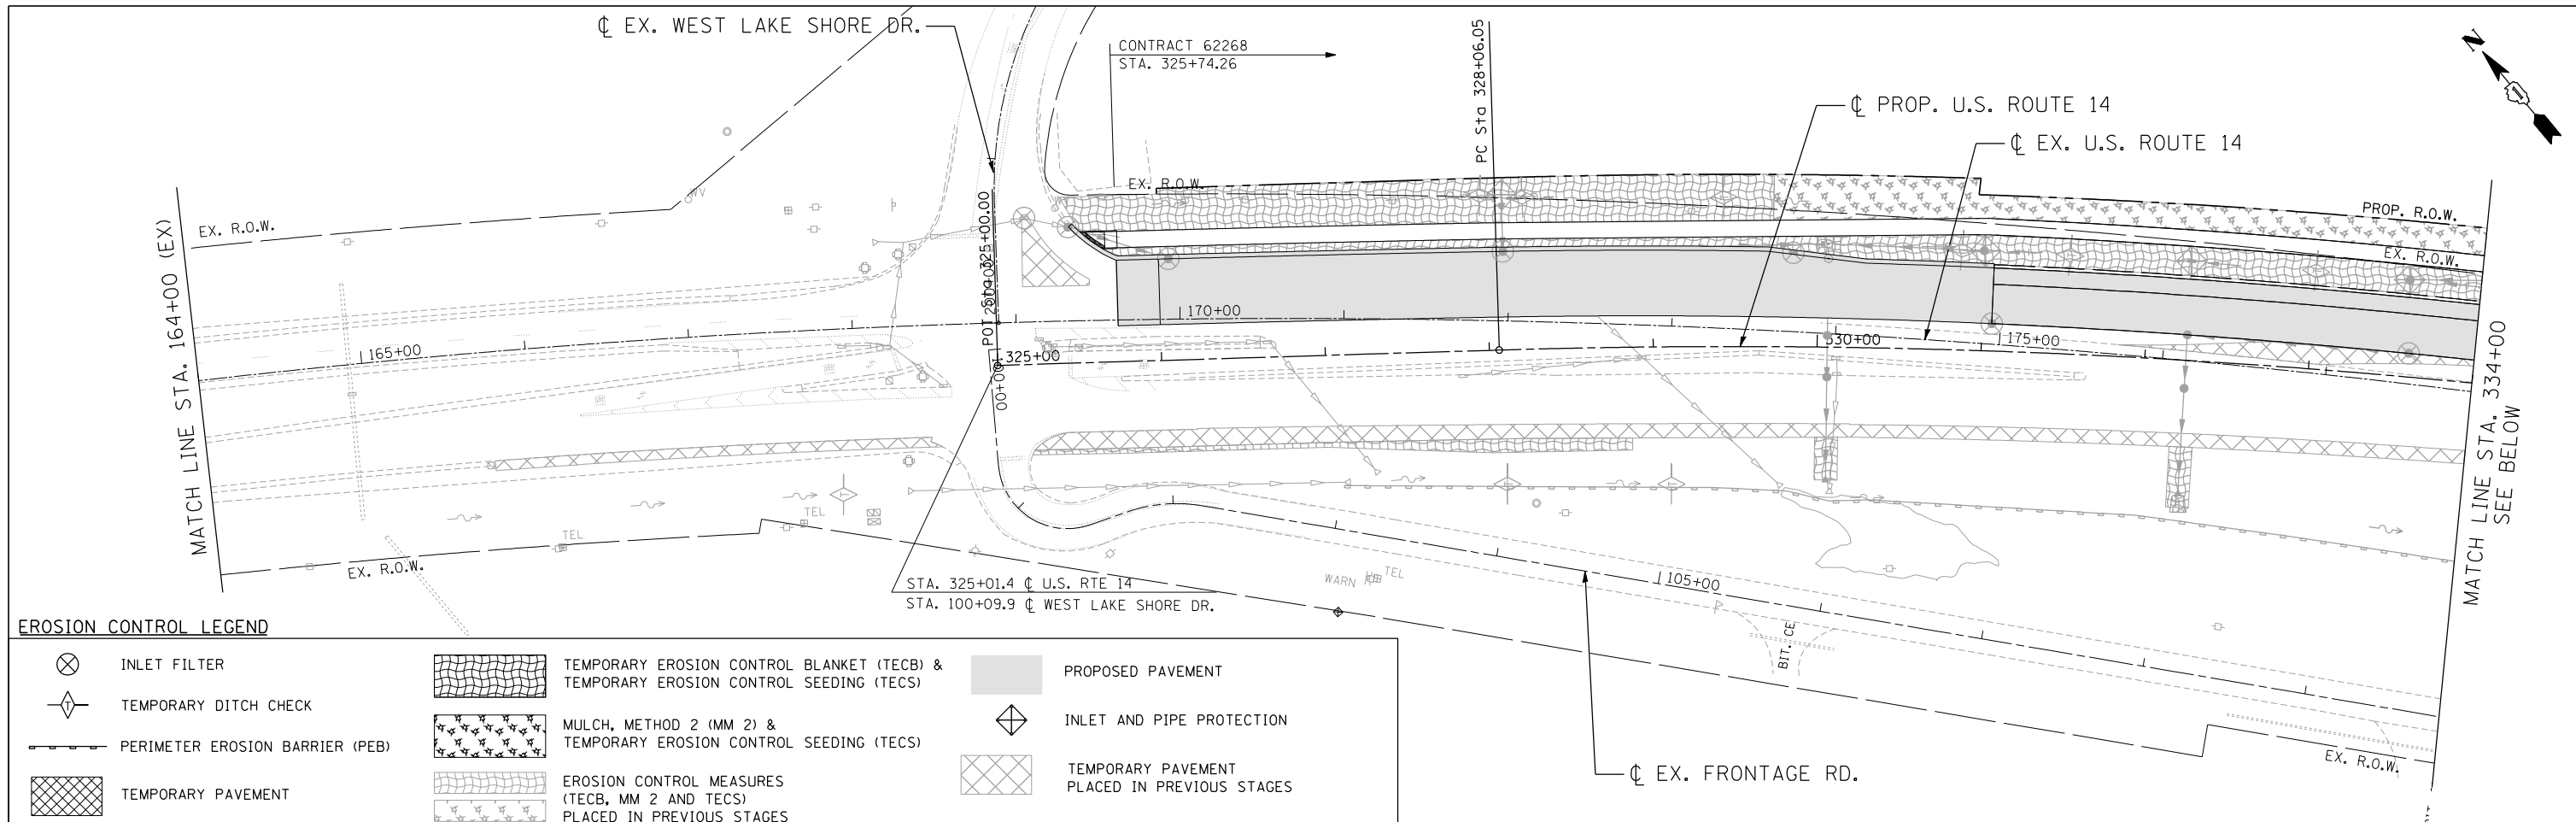 ℄ EX. WEST LAKE SHORE DR.
CONTRACT 62268
STA. 325+74.26
PC Sta 328+06.05
℄ PROP. U.S. ROUTE 14
℄ EX. U.S. ROUTE 14
N
MATCH LINE STA. 164+00 (EX)
EX. R.O.W.
WV
EX. R.O.W.
PROP. R.O.W.
EX. R.O.W.
165+00
170+00
175+00
325+00
330+00
TEL
TEL
EX. R.O.W.
STA. 325+01.4 ℄ U.S. RTE 14
STA. 100+09.9 ℄ WEST LAKE SHORE DR.
WARN
TEL
105+00
BIT. CE
℄ EX. FRONTAGE RD.
EX. R.O.W.
MATCH LINE STA. 334+00
SEE BELOW
EROSION CONTROL LEGEND
INLET FILTER
T
TEMPORARY DITCH CHECK
PERIMETER EROSION BARRIER (PEB)
TEMPORARY PAVEMENT
TEMPORARY EROSION CONTROL BLANKET (TECB) &
TEMPORARY EROSION CONTROL SEEDING (TECS)
MULCH, METHOD 2 (MM 2) &
TEMPORARY EROSION CONTROL SEEDING (TECS)
EROSION CONTROL MEASURES
(TECB, MM 2 AND TECS)
PLACED IN PREVIOUS STAGES
PROPOSED PAVEMENT
INLET AND PIPE PROTECTION
TEMPORARY PAVEMENT
PLACED IN PREVIOUS STAGES